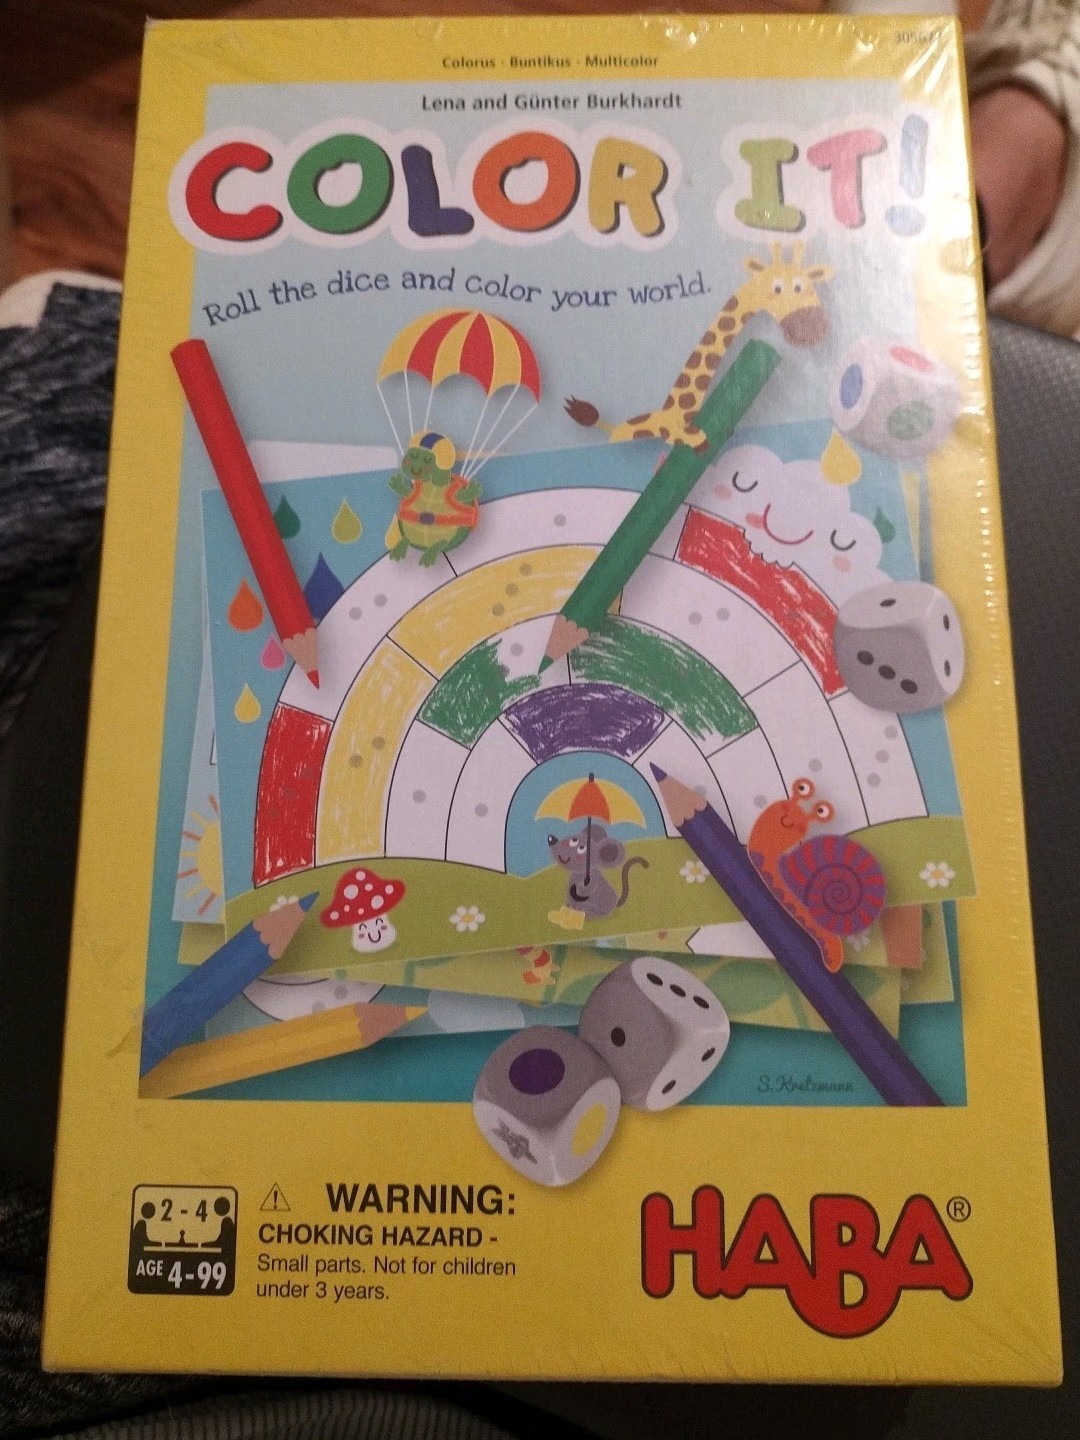 Colorus · Buntikus · Multicolor
Lena and Günter Burkhardt
COLOR IT!
Roll the dice and color your world.
S. Kretzmann
2 - 4
AGE 4-99
WARNING:
CHOKING HAZARD -
Small parts. Not for children
under 3 years.
HABA®